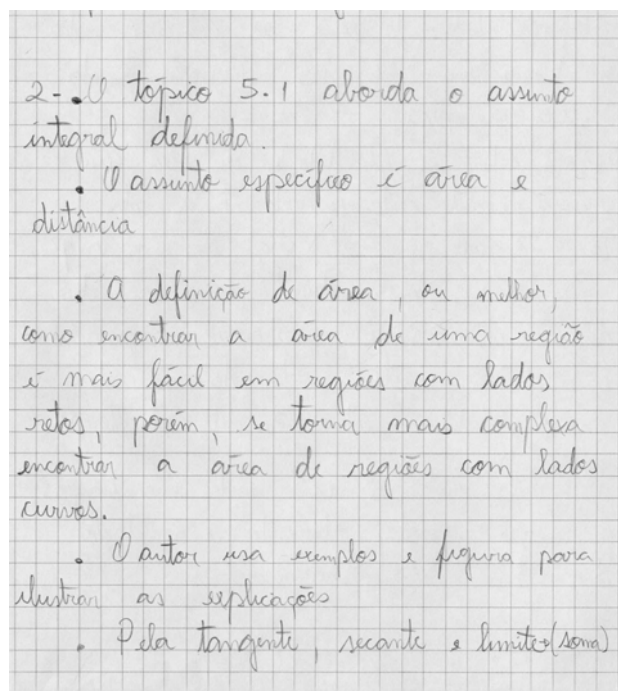 2- • O tópico 5.1 aborda o assunto
integral definida.
• O assunto específico é área e
distância
• A definição de área, ou melhor,
como encontrar a área de uma região
é mais fácil em regiões com lados
retos, porém, se torna mais complexa
encontrar a área de regiões com lados
curvos.
• O autor usa exemplos e figura para
ilustrar as explicações
• Pela tangente, secante e limite (soma)